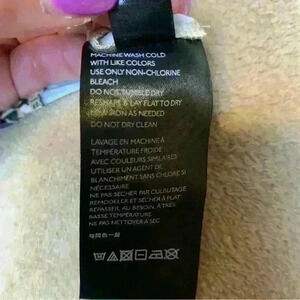 MACHINE WASH COLD
WITH LIKE COLORS
USE ONLY NON-CHLORINE
BLEACH
DO NOT TUMBLE DRY
RESHAPE & LAY FLAT TO DRY
LOW IRON AS NEEDED
DO NOT DRY CLEAN
LAVAGE EN MACHINE À
TEMPÉRATURE FROIDE
AVEC COULEURS SIMILAIRES
UTILISER UN AGENT DE
BLANCHIMENT SANS CHLORE SI
NÉCESSAIRE
NE PAS SÉCHER PAR CULBUTAGE
REMODELER ET SÉCHER À PLAT
REPASSER, AU BESOIN, À TRÈS
BASSE TEMPÉRATURE
NE PAS NETTOYER À SEC